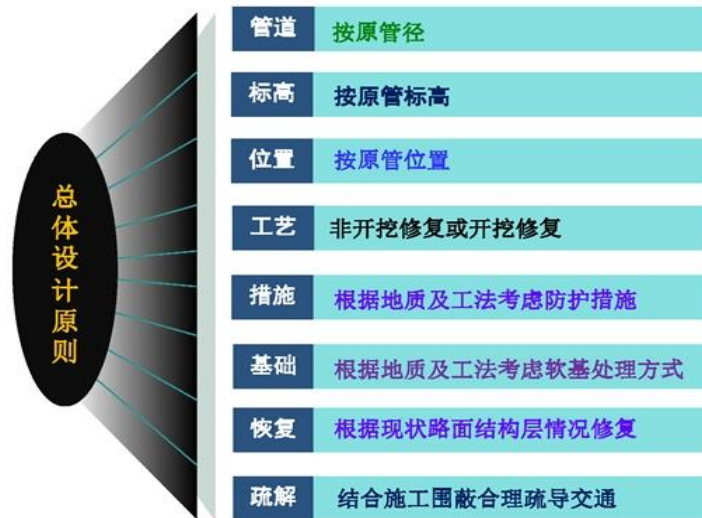 总体设计原则
管道 按原管径
标高 按原管标高
位置 按原管位置
工艺 非开挖修复或开挖修复
措施 根据地质及工法考虑防护措施
基础 根据地质及工法考虑软基处理方式
恢复 根据现状路面结构层情况修复
疏解 结合施工围蔽合理疏导交通